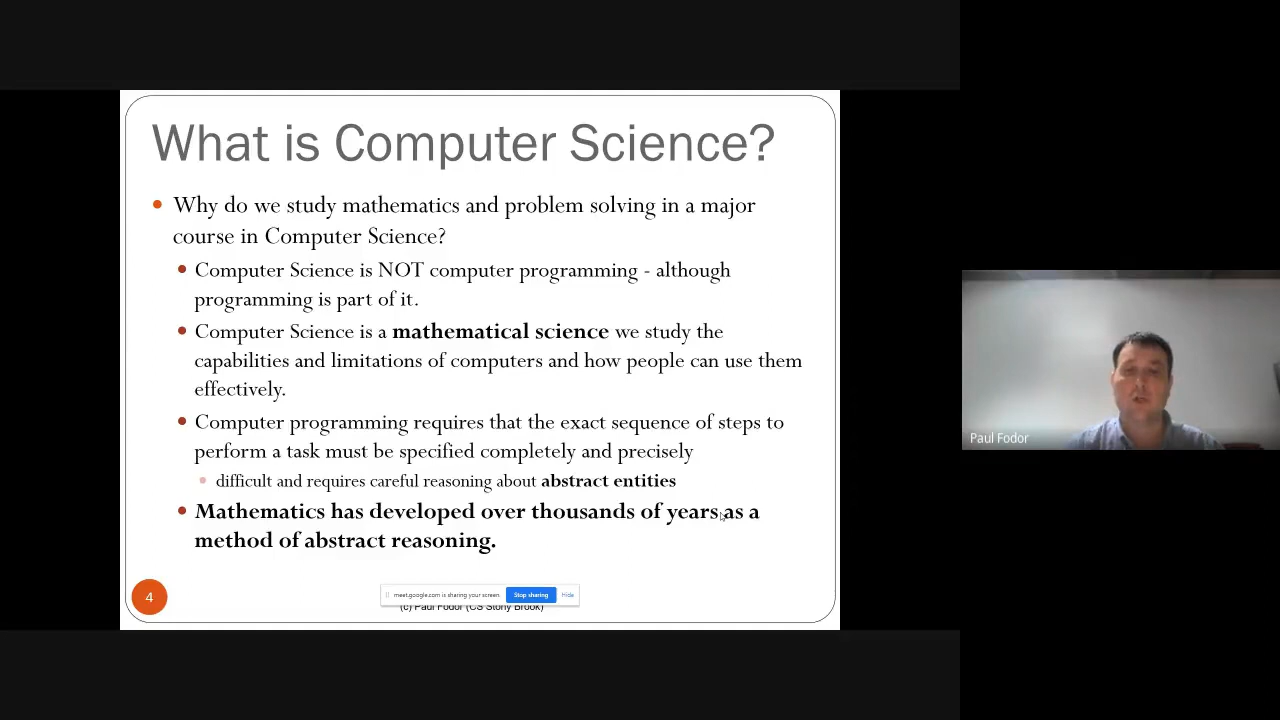 What is Computer Science?
Why do we study mathematics and problem solving in a major
course in Computer Science?
Computer Science is NOT computer programming - although
programming is part of it.
Computer Science is a mathematical science we study the
capabilities and limitations of computers and how people can use them
effectively.
Computer programming requires that the exact sequence of steps to
perform a task must be specified completely and precisely
difficult and requires careful reasoning about abstract entities
Mathematics has developed over thousands of years as a
method of abstract reasoning.
4
meet.google.com is sharing your screen. Stop sharing Hide
(c) Paul Fodor (CS Stony Brook)
Paul Fodor